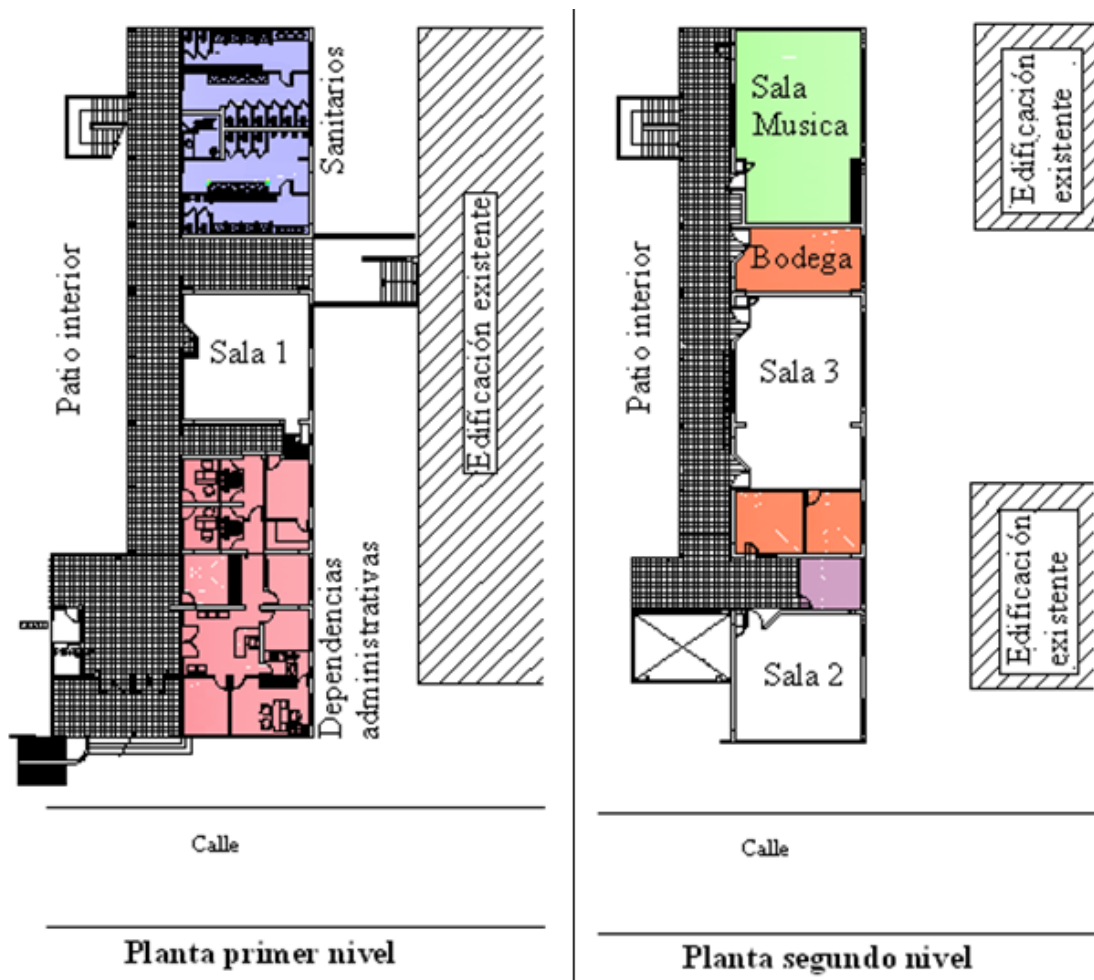 Sanitarios
Patio interior
Sala 1
Edificación existente
Dependencias
administrativas
Calle
Planta primer nivel
Sala
Musica
Bodega
Patio interior
Sala 3
Sala 2
Edificación
existente
Edificación
existente
Calle
Planta segundo nivel